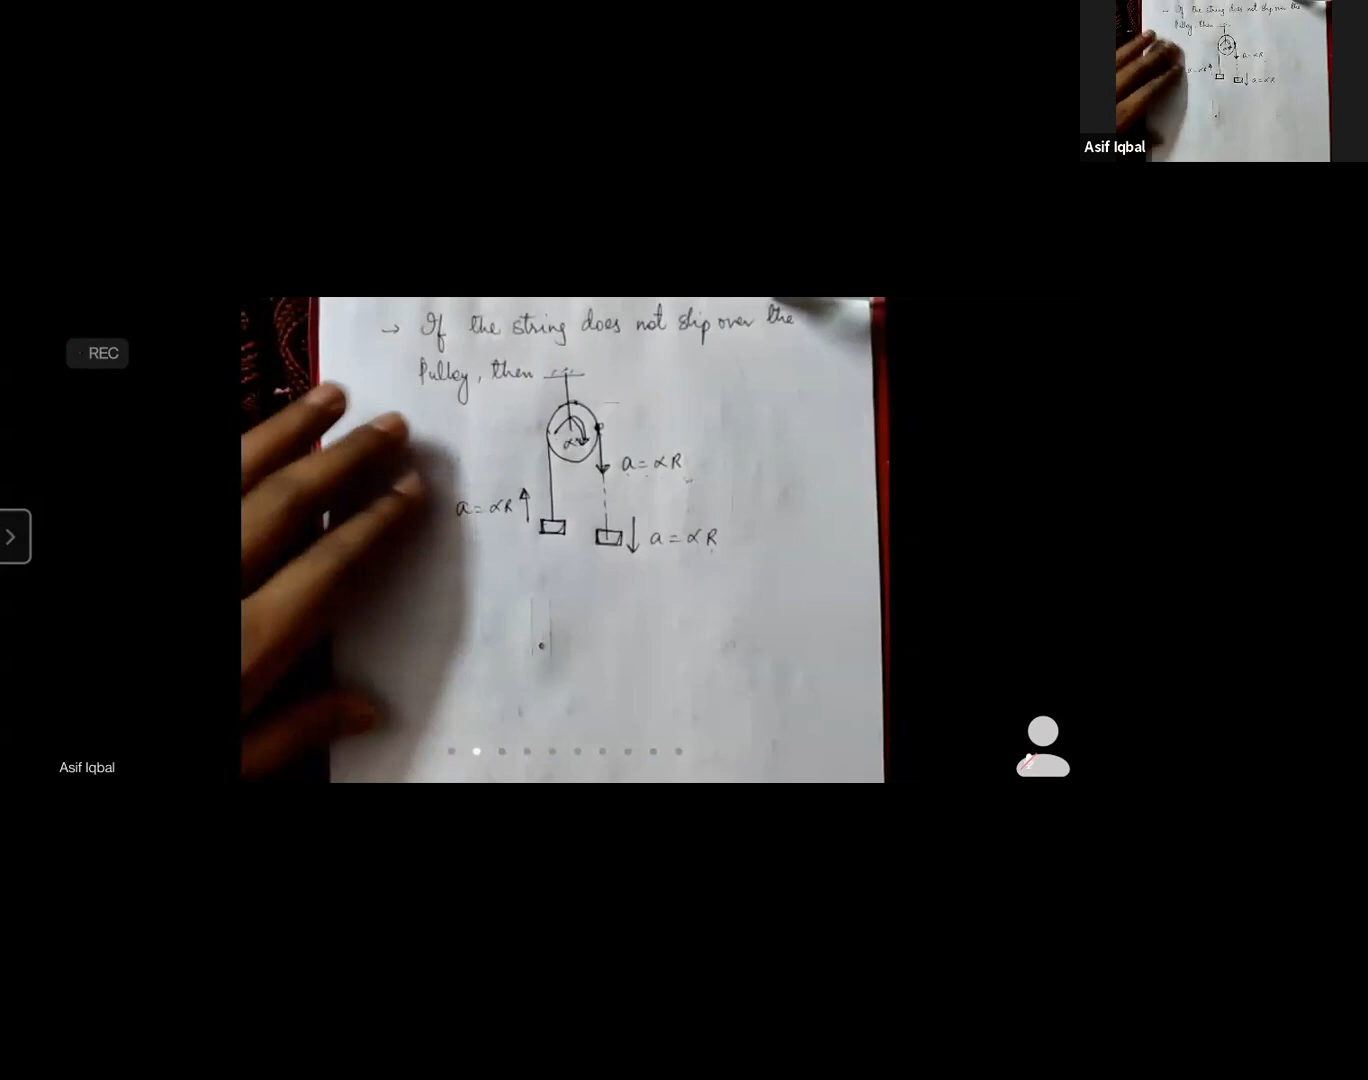 Asif Iqbal
REC
→ If the string does not slip over the
Pulley, then
α
a = αR
a = αR ↑
↓ a = αR
Asif Iqbal